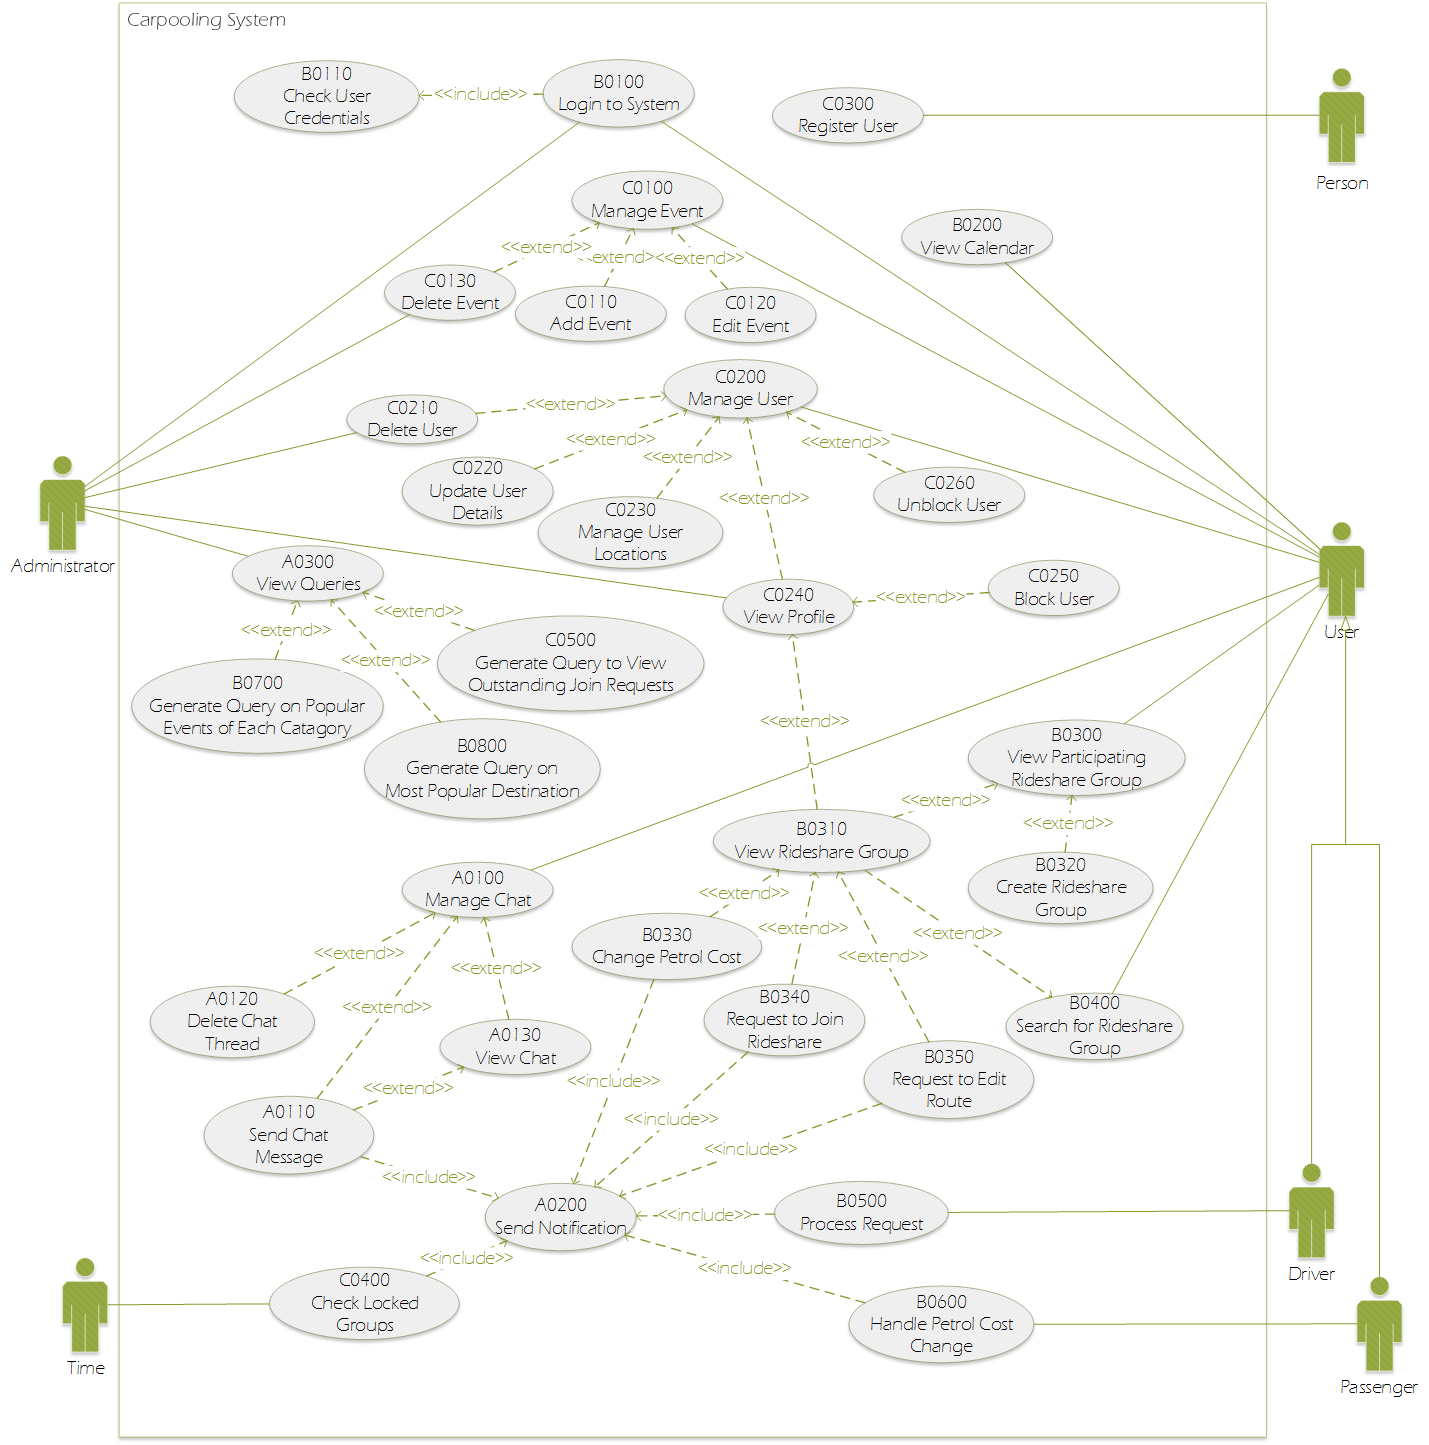 Carpooling System
B0110
Check User
Credentials
<<include>>
B0100
Login to System
C0300
Register User
Person
C0100
Manage Event
B0200
View Calendar
<<extend>>
extend>>
<<extend>>
C0130
Delete Event
C0110
Add Event
C0120
Edit Event
C0200
Manage User
C0210
Delete User
<<extend>>
<<extend>>
<<extend>>
<<extend>>
<<extend>>
C0220
Update User
Details
C0230
Manage User
Locations
C0260
Unblock User
Administrator
A0300
View Queries
C0240
View Profile
<<extend>>
C0250
Block User
User
<<extend>>
<<extend>>
<<extend>>
C0500
Generate Query to View
Outstanding Join Requests
B0700
Generate Query on Popular
Events of Each Catagory
B0800
Generate Query on
Most Popular Destination
<<extend>>
B0300
View Participating
Rideshare Group
<<extend>>
<<extend>>
B0310
View Rideshare Group
B0320
Create Rideshare
Group
A0100
Manage Chat
<<extend>>
<<extend>>
<<extend>>
<<extend>>
B0330
Change Petrol Cost
<<extend>>
<<extend>>
<<extend>>
A0120
Delete Chat
Thread
A0130
View Chat
B0340
Request to Join
Rideshare
B0400
Search for Rideshare
Group
B0350
Request to Edit
Route
<<extend>>
<<include>>
A0110
Send Chat
Message
<<include>>
<<include>>
<<include>>
A0200
Send Notification
<<include>>
B0500
Process Request
Driver
<<include>>
<<include>>
C0400
Check Locked
Groups
B0600
Handle Petrol Cost
Change
Time
Passenger